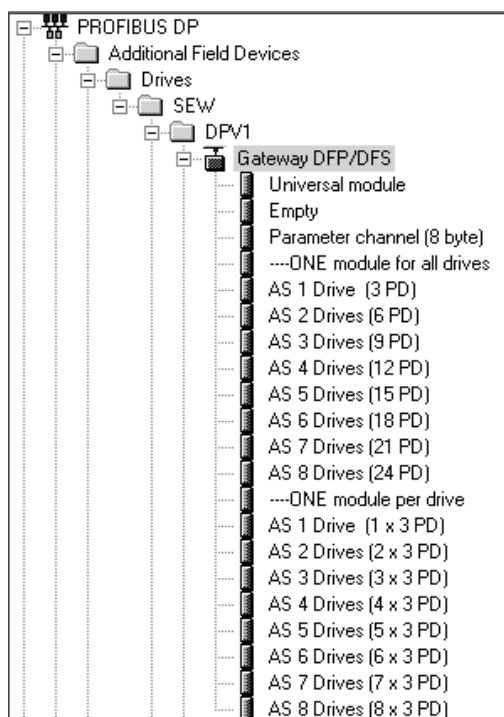 PROFIBUS DP
Additional Field Devices
Drives
SEW
DPV1
Gateway DFP/DFS
Universal module
Empty
Parameter channel (8 byte)
----ONE module for all drives
AS 1 Drive  (3 PD)
AS 2 Drives (6 PD)
AS 3 Drives (9 PD)
AS 4 Drives (12 PD)
AS 5 Drives (15 PD)
AS 6 Drives (18 PD)
AS 7 Drives (21 PD)
AS 8 Drives (24 PD)
----ONE module per drive
AS 1 Drive  (1 x 3 PD)
AS 2 Drives (2 x 3 PD)
AS 3 Drives (3 x 3 PD)
AS 4 Drives (4 x 3 PD)
AS 5 Drives (5 x 3 PD)
AS 6 Drives (6 x 3 PD)
AS 7 Drives (7 x 3 PD)
AS 8 Drives (8 x 3 PD)